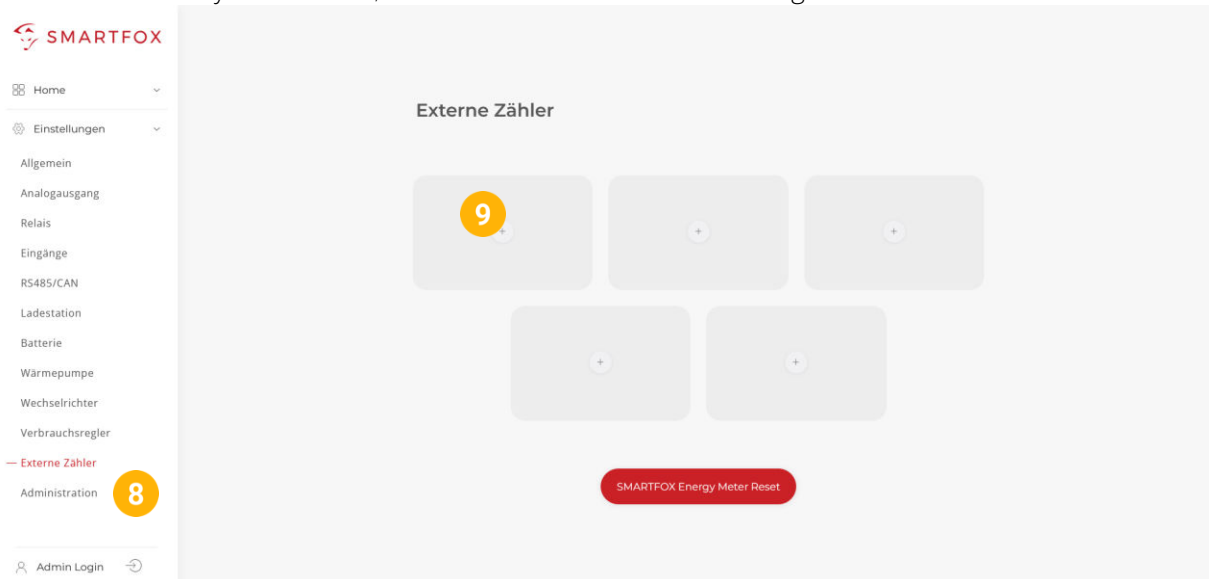 SMARTFOX
Home
Einstellungen
Allgemein
Analogausgang
Relais
Eingänge
RS485/CAN
Ladestation
Batterie
Wärmepumpe
Wechselrichter
Verbrauchsregler
— Externe Zähler
Administration
8
Admin Login
Externe Zähler
9
+
+
+
+
+
SMARTFOX Energy Meter Reset